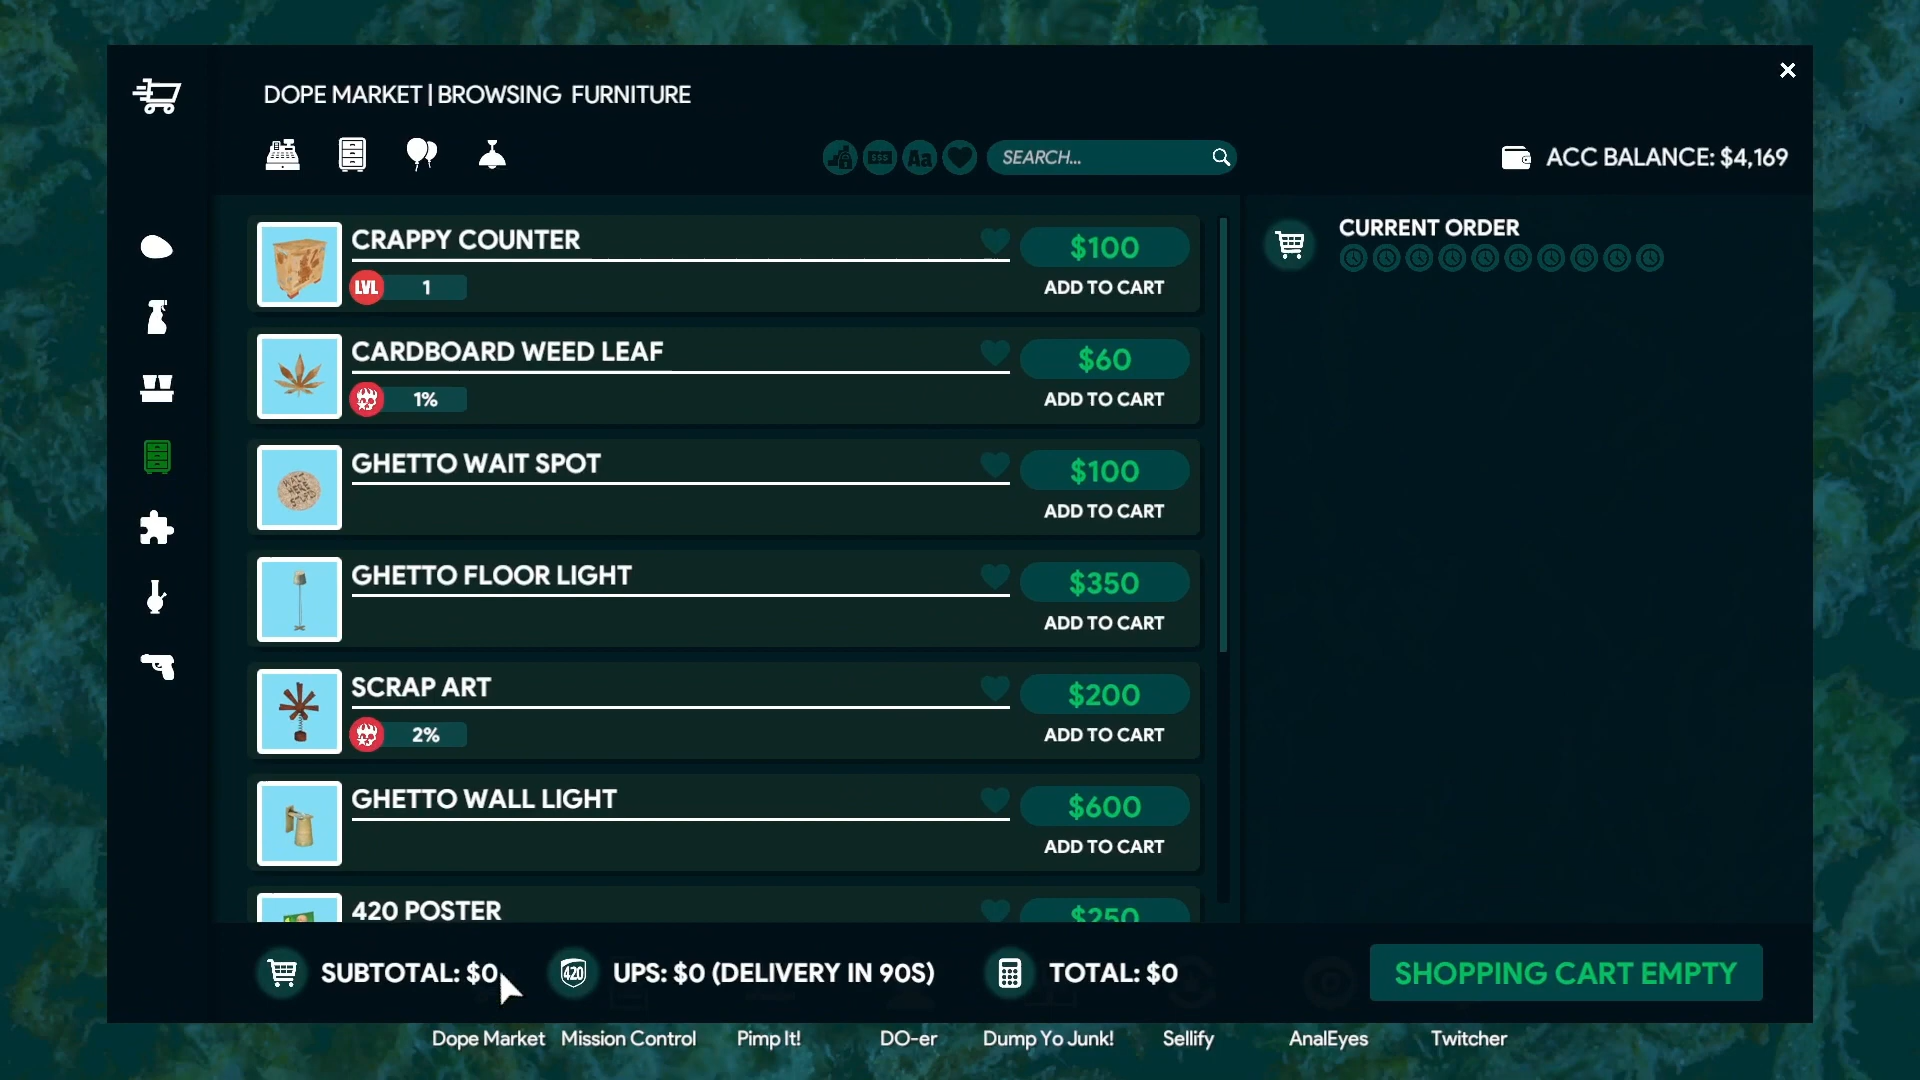 DOPE MARKET | BROWSING FURNITURE
$$$
Aa
SEARCH...
ACC BALANCE: $4,169
CURRENT ORDER
CRAPPY COUNTER
$100
LVL 1
ADD TO CART
CARDBOARD WEED LEAF
$60
1%
ADD TO CART
GHETTO WAIT SPOT
$100
ADD TO CART
GHETTO FLOOR LIGHT
$350
ADD TO CART
SCRAP ART
$200
2%
ADD TO CART
GHETTO WALL LIGHT
$600
ADD TO CART
420 POSTER
$250
SUBTOTAL: $0
420
UPS: $0 (DELIVERY IN 90S)
TOTAL: $0
SHOPPING CART EMPTY
Dope Market
Mission Control
Pimp It!
DO-er
Dump Yo Junk!
Sellify
AnalEyes
Twitcher